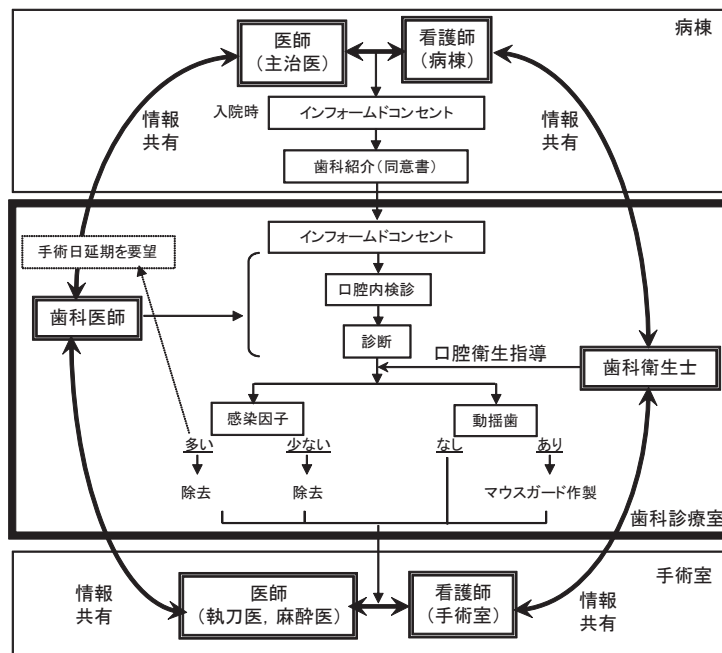 病棟
医師
(主治医)
看護師
(病棟)
入院時
インフォームドコンセント
情報
共有
情報
共有
歯科紹介(同意書)
インフォームドコンセント
手術日延期を要望
口腔内検診
歯科医師
診断
口腔衛生指導
歯科衛生士
感染因子
動揺歯
多い
少ない
なし
あり
除去
除去
マウスガード作製
歯科診療室
手術室
医師
(執刀医, 麻酔医)
看護師
(手術室)
情報
共有
情報
共有